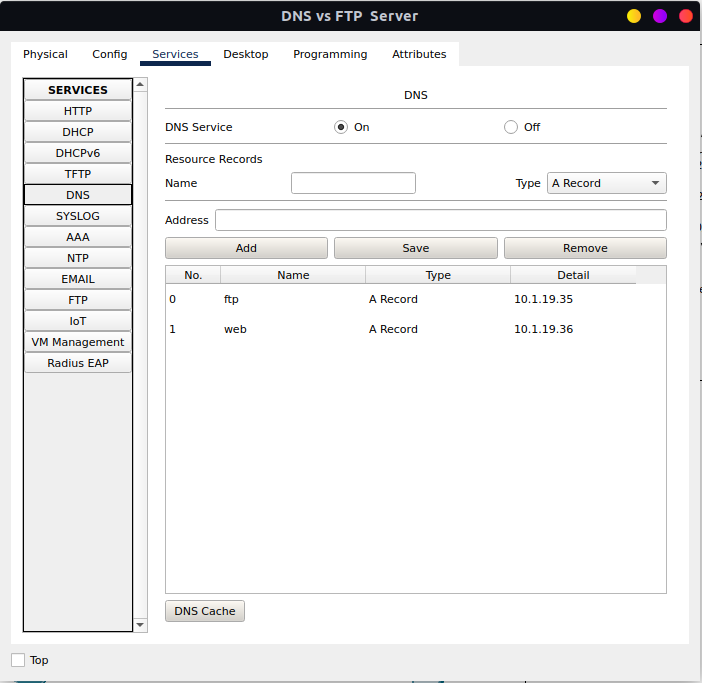 DNS vs FTP  Server
Physical Config Services Desktop Programming Attributes
SERVICES
HTTP
DHCP
DHCPv6
TFTP
DNS
SYSLOG
AAA
NTP
EMAIL
FTP
IoT
VM Management
Radius EAP
DNS
DNS Service On Off
Resource Records
Name Type A Record
Address
Add Save Remove
No. Name Type Detail
0 ftp A Record 10.1.19.35
1 web A Record 10.1.19.36
DNS Cache
Top